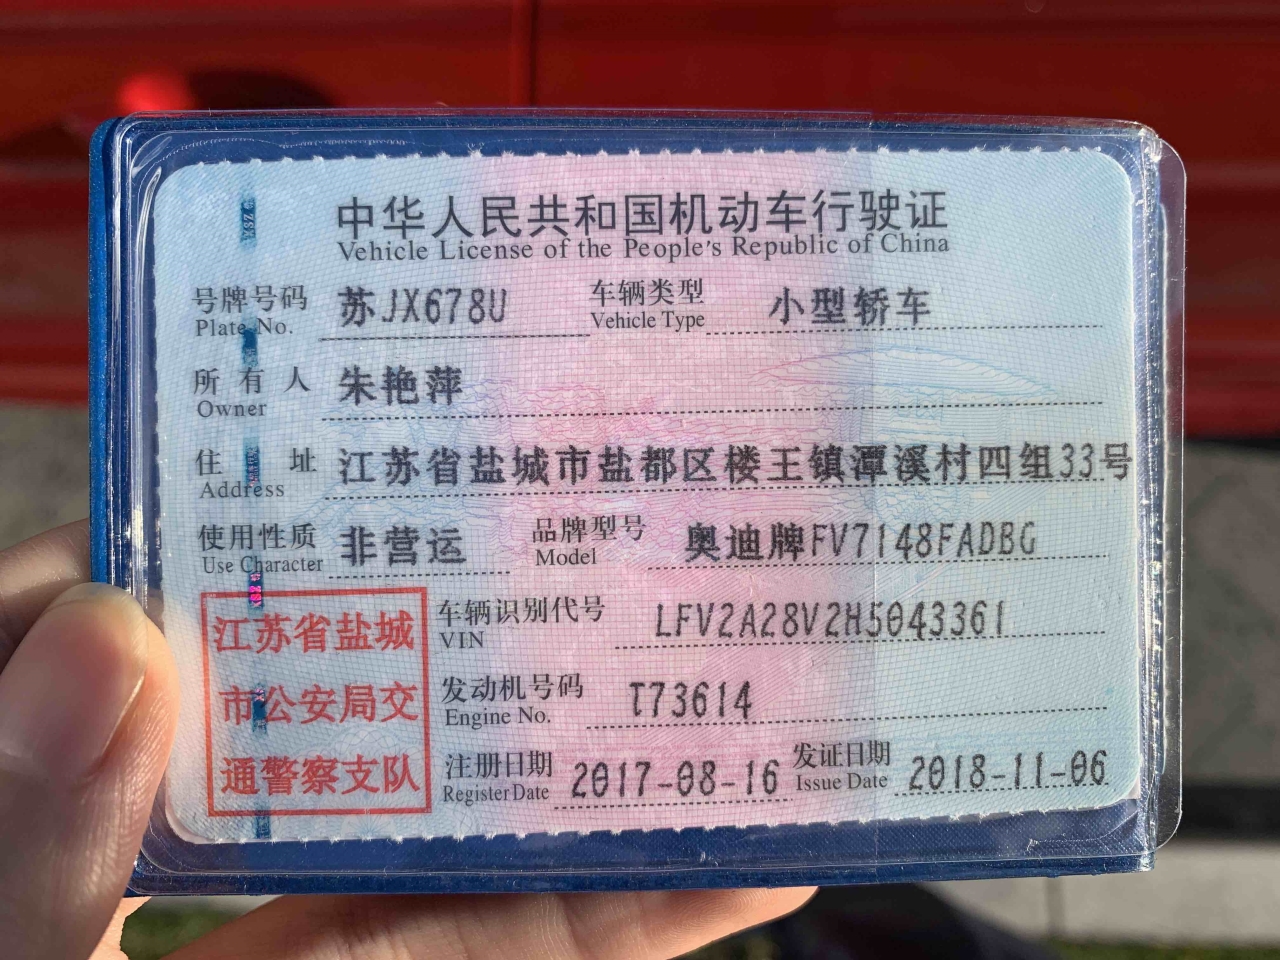 中华人民共和国机动车行驶证
Vehicle License of the People's Republic of China
号牌号码 苏JX678U 车辆类型 小型轿车
Plate No. Vehicle Type
所有人 朱艳萍
Owner
住址 江苏省盐城市盐都区楼王镇潭溪村四组33号
Address
使用性质 非营运 品牌型号 奥迪牌FV7148FADBG
Use Character Model
江苏省盐城
市公安局交
通警察支队
车辆识别代号 LFV2A28V2H5043361
VIN
发动机号码 T73614
Engine No.
注册日期 2017-08-16 发证日期 2018-11-06
Register Date Issue Date